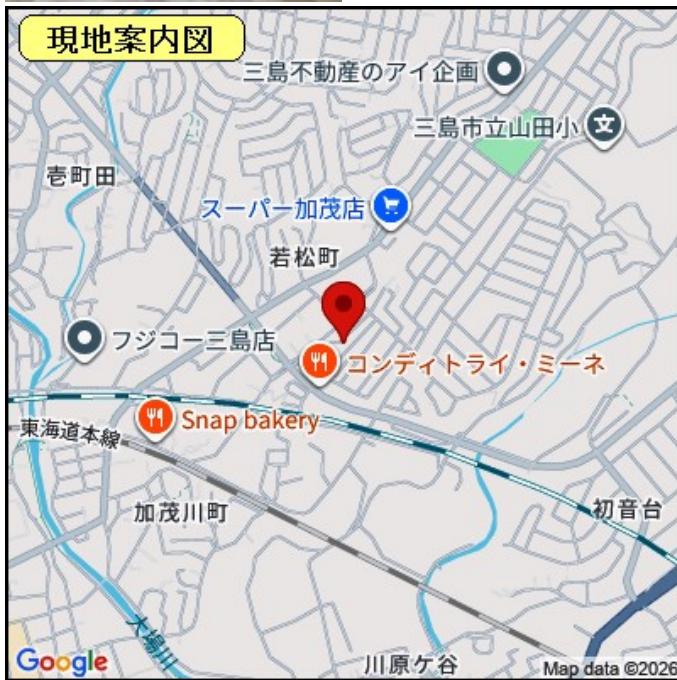 現地案内図
三島不動産のアイ企画
三島市立山田小
文
壱町田
スーパー加茂店
若松町
フジコー三島店
コンディトライ・ミーネ
Snap bakery
東海道本線
加茂川町
初音台
大場川
川原ケ谷
Google
Map data ©2026